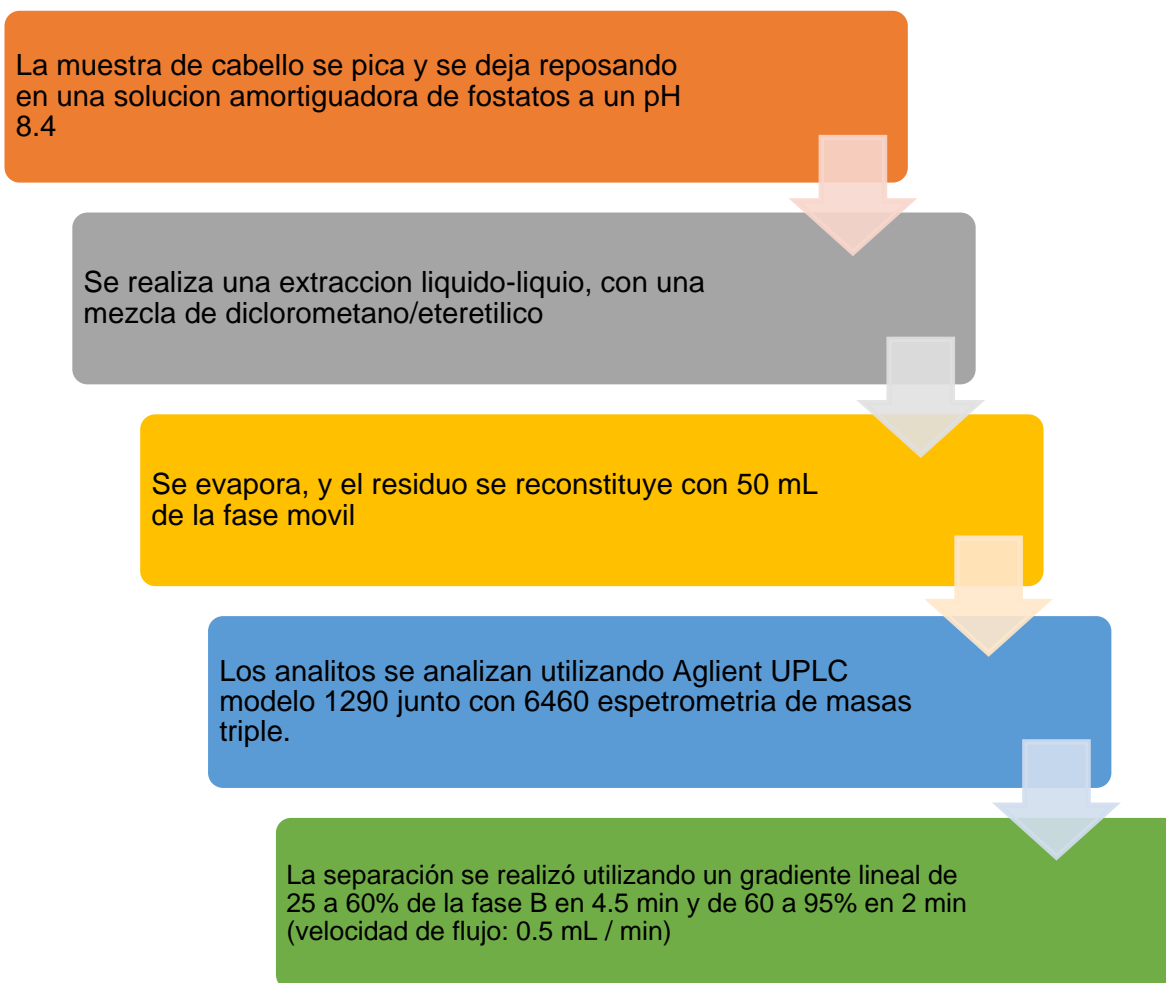 La muestra de cabello se pica y se deja reposando
en una solucion amortiguadora de fostatos a un pH
8.4
Se realiza una extraccion liquido-liquio, con una
mezcla de diclorometano/eteretilico
Se evapora, y el residuo se reconstituye con 50 mL
de la fase movil
Los analitos se analizan utilizando Aglient UPLC
modelo 1290 junto con 6460 espetrometria de masas
triple.
La separación se realizó utilizando un gradiente lineal de
25 a 60% de la fase B en 4.5 min y de 60 a 95% en 2 min
(velocidad de flujo: 0.5 mL / min)